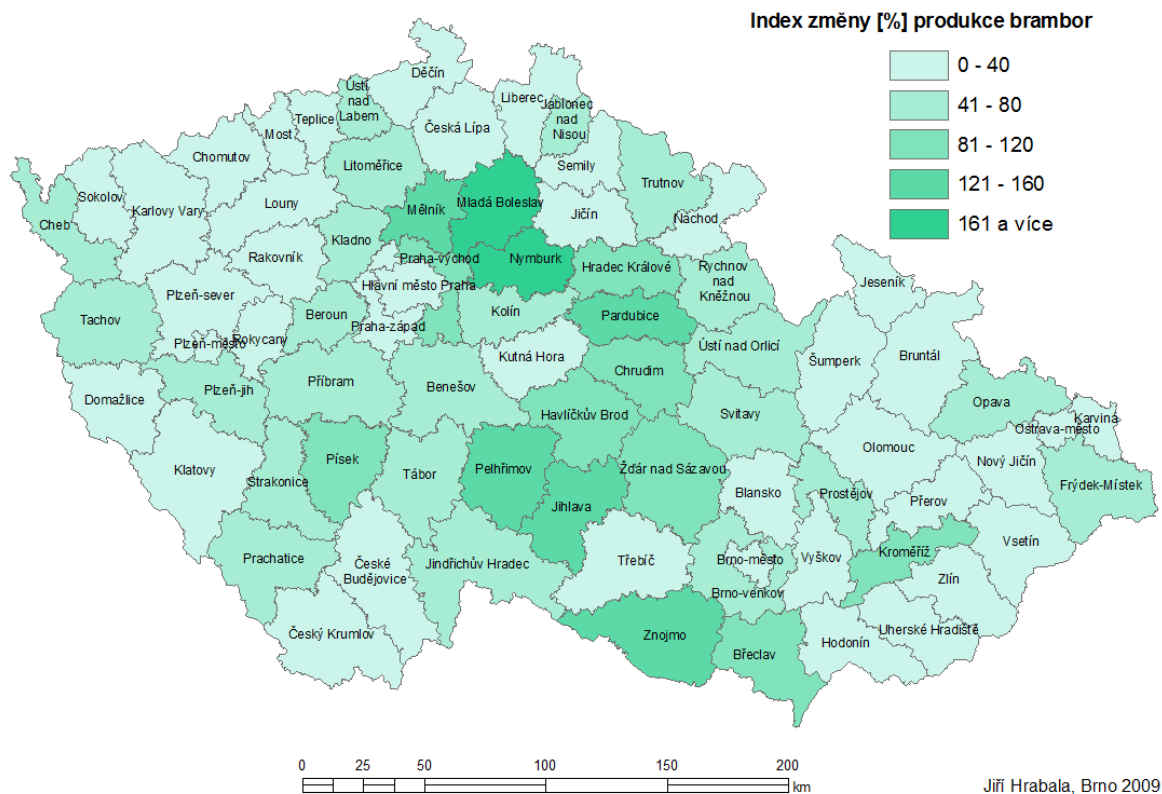 Index změny [%] produkce brambor
0 - 40
41 - 80
81 - 120
121 - 160
161 a více
Děčín
Ústí
nad
Labem
Liberec
Jablonec
nad
Nisou
Teplice
Most
Česká Lípa
Chomutov
Litoměřice
Semily
Trutnov
Sokolov
Karlovy Vary
Louny
Mělník
Mladá Boleslav
Jičín
Náchod
Cheb
Kladno
Rakovník
Praha-východ
Nymburk
Hradec Králové
Rychnov
nad
Kněžnou
Hlavní město Praha
Jeseník
Plzeň-sever
Tachov
Beroun
Kolín
Pardubice
Praha-západ
Plzeň-město
Rokycany
Ústí nad Orlicí
Kutná Hora
Šumperk
Bruntál
Chrudim
Plzeň-jih
Příbram
Benešov
Domažlice
Opava
Havlíčkův Brod
Svitavy
Karviná
Ostrava-město
Olomouc
Klatovy
Písek
Pelhřimov
Žďár nad Sázavou
Nový Jičín
Strakonice
Tábor
Blansko
Prostějov
Přerov
Frýdek-Místek
Jihlava
Vsetín
Kroměříž
Prachatice
České
Budějovice
Jindřichův Hradec
Třebíč
Brno-město
Vyškov
Zlín
Brno-venkov
Český Krumlov
Znojmo
Břeclav
Hodonín
Uherské Hradiště
0 25 50 100 150 200
km
Jiří Hrabala, Brno 2009